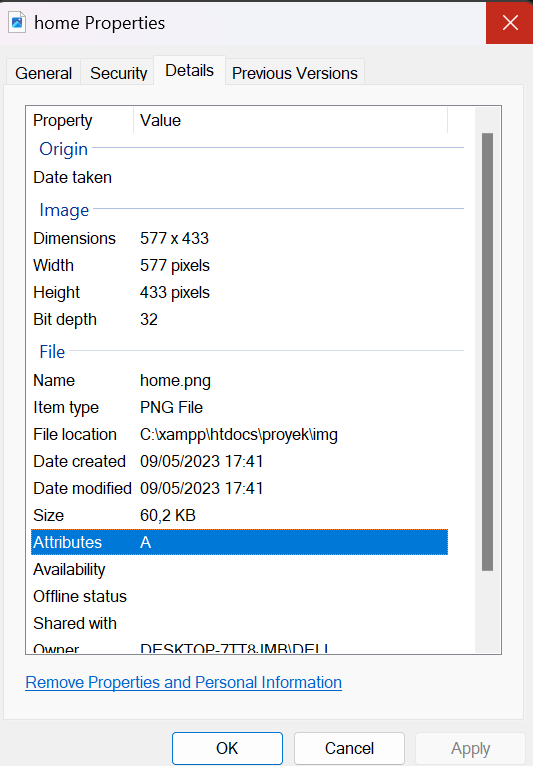 home Properties
General Security Details Previous Versions
Property Value
Origin
Date taken
Image
Dimensions 577 x 433
Width 577 pixels
Height 433 pixels
Bit depth 32
File
Name home.png
Item type PNG File
File location C:\xampp\htdocs\proyek\img
Date created 09/05/2023 17:41
Date modified 09/05/2023 17:41
Size 60,2 KB
Attributes A
Availability
Offline status
Shared with
Owner DESKTOP-7TT8JMB\DELL
Remove Properties and Personal Information
OK Cancel Apply